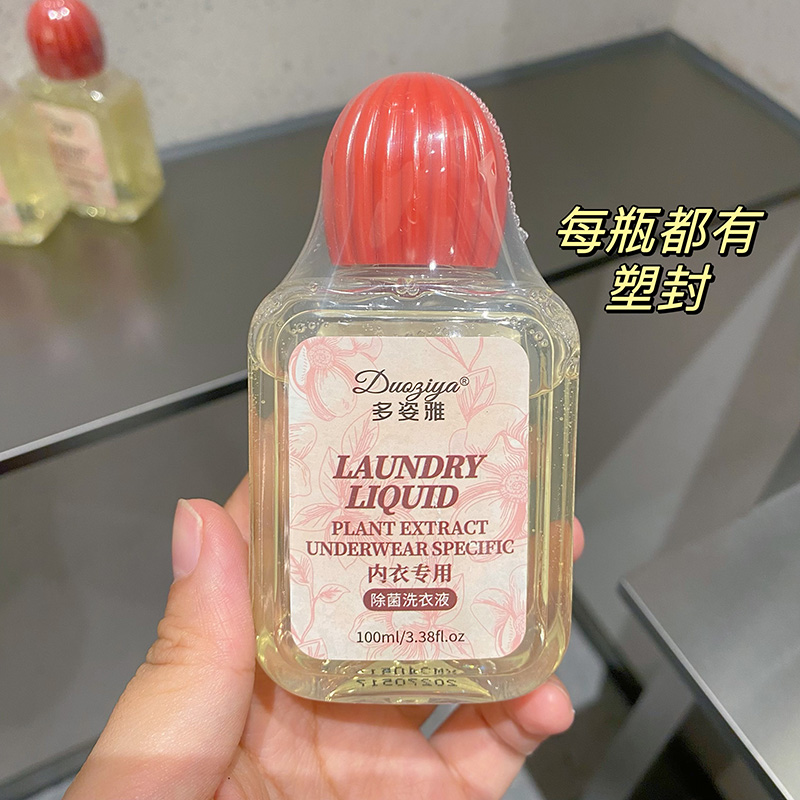 每瓶都有
塑封
Duoziya®
多姿雅
LAUNDRY
LIQUID
PLANT EXTRACT
UNDERWEAR SPECIFIC
内衣专用
除菌洗衣液
100ml/3.38fl.oz
20270517